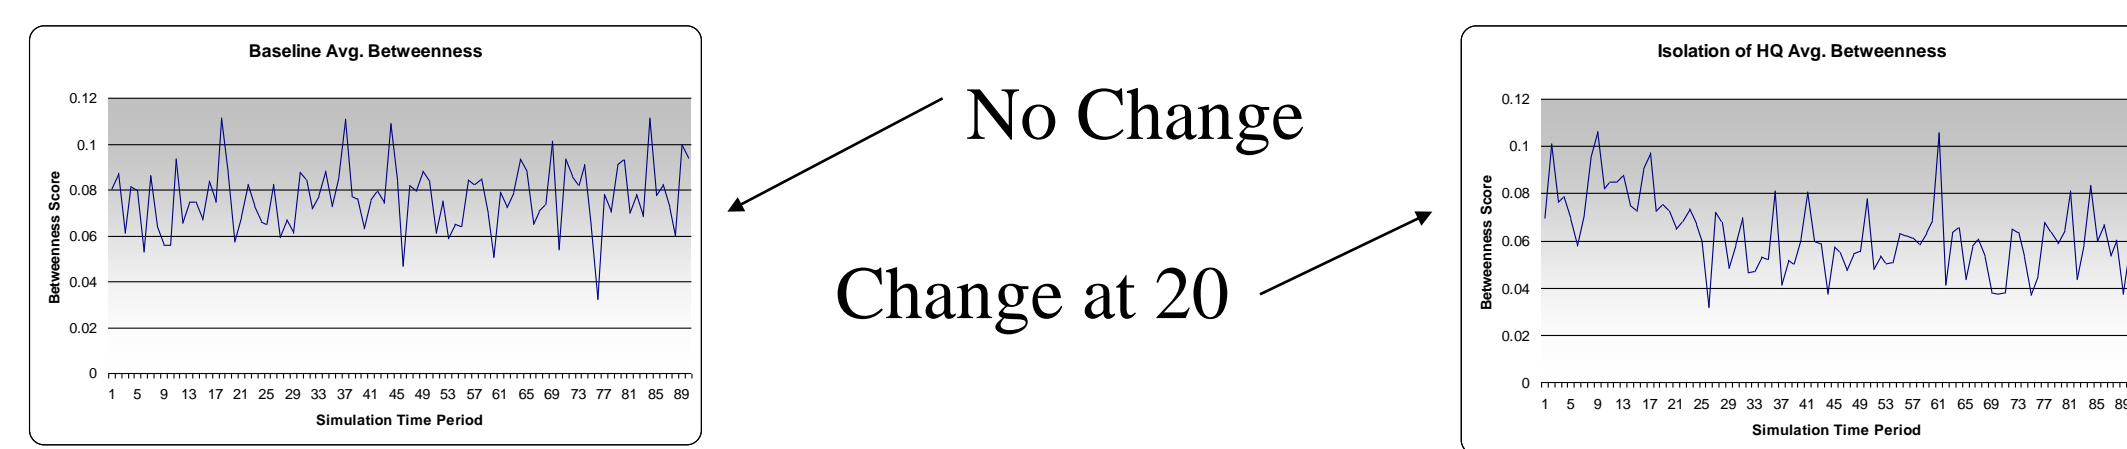 Baseline Avg. Betweenness
0.12
0.1
0.08
0.06
0.04
0.02
0
Betweenness Score
1 5 9 13 17 21 25 29 33 37 41 45 49 53 57 61 65 69 73 77 81 85 89
Simulation Time Period
No Change
Change at 20
Isolation of HQ Avg. Betweenness
0.12
0.1
0.08
0.06
0.04
0.02
0
Betweenness Score
1 5 9 13 17 21 25 29 33 37 41 45 49 53 57 61 65 69 73 77 81 85 89
Simulation Time Period